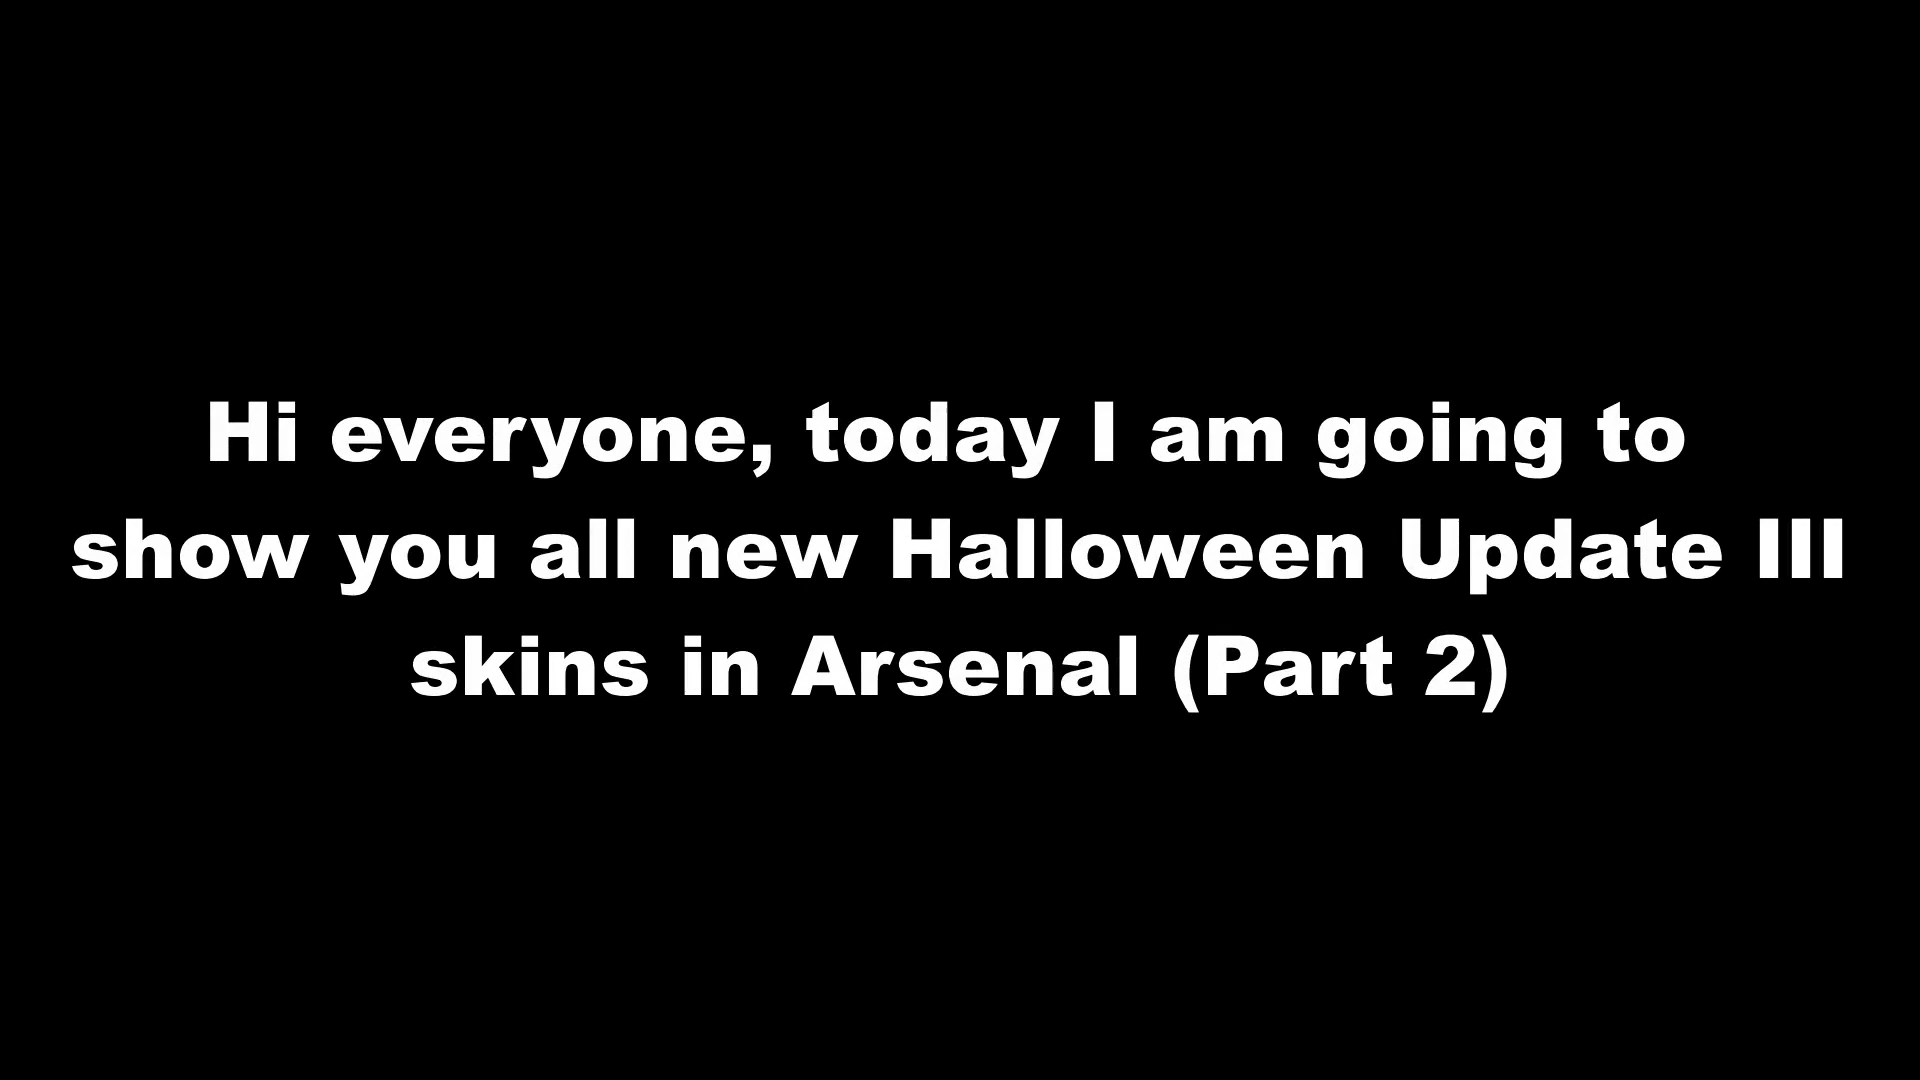 Hi everyone, today I am going to
show you all new Halloween Update III
skins in Arsenal (Part 2)